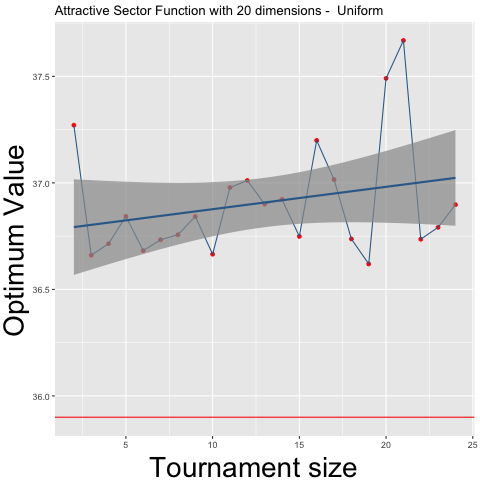 Attractive Sector Function with 20 dimensions -  Uniform
Optimum Value
37.5
37.0
36.5
36.0
5 10 15 20 25
Tournament size